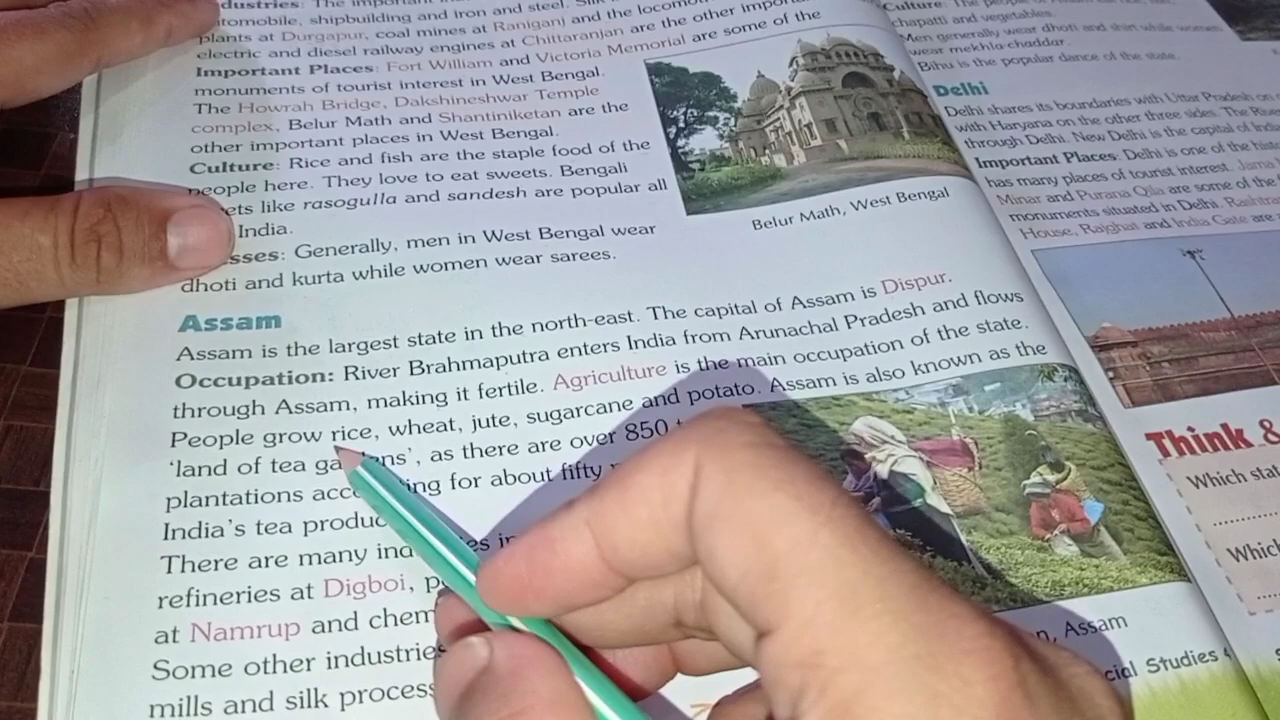 dustries: The important
automobile, shipbuilding and iron and steel.
plants at Durgapur, coal mines at Raniganj and the
electric and diesel railway engines at Chittaranjan are the other
Important Places: Fort William and Victoria Memorial are some of the
monuments of tourist interest in West Bengal.
The Howrah Bridge, Dakshineshwar Temple
complex, Belur Math and Shantiniketan are the
other important places in West Bengal.
Culture: Rice and fish are the staple food of the
people here. They love to eat sweets. Bengali
ets like rasogulla and sandesh are popular all
India.
sses: Generally, men in West Bengal wear
dhoti and kurta while women wear sarees.
Belur Math, West Bengal
Assam
Assam is the largest state in the north-east. The capital of Assam is Dispur.
Occupation: River Brahmaputra enters India from Arunachal Pradesh and flows
through Assam, making it fertile. Agriculture is the main occupation of the state.
People grow rice, wheat, jute, sugarcane and potato. Assam is also known as the
'land of tea ga ns', as there are over 850
plantations acc ing for about fifty
India's tea produc
There are many ind es in
refineries at Digboi,
at Namrup and chem
Some other industries
mills and silk process
n, Assam
cial Studies
Culture: The people of
chapatti and vegetables.
Men generally wear dhoti and shirt while women
wear mekhla-chaddar.
Bihu is the popular dance of the state.
Delhi
Delhi shares its boundaries with Uttar Pradesh on
with Haryana on the other three sides. The
through Delhi. New Delhi is the capital of India
Important Places: Delhi is one of the
has many places of tourist interest. Jama
Minar and Purana Qila are some of the
monuments situated in Delhi.
House, Rajghat and India Gate are
Think &
Which stat
Which